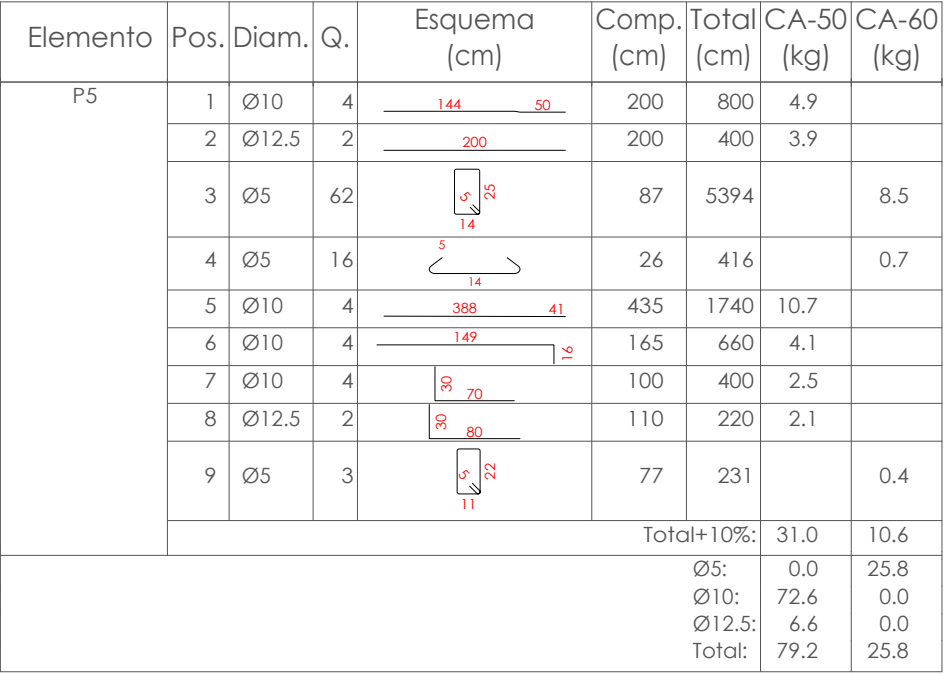 Elemento Pos. Diam. Q. Esquema (cm) Comp. (cm) Total (cm) CA-50 (kg) CA-60 (kg)
P5 1 Ø10 4 144 50 200 800 4.9
2 Ø12.5 2 200 200 400 3.9
3 Ø5 62 5 25 14 87 5394 8.5
4 Ø5 16 5 14 26 416 0.7
5 Ø10 4 388 41 435 1740 10.7
6 Ø10 4 149 16 165 660 4.1
7 Ø10 4 30 70 100 400 2.5
8 Ø12.5 2 30 80 110 220 2.1
9 Ø5 3 5 22 11 77 231 0.4
Total+10%: 31.0 10.6
Ø5: 0.0 25.8
Ø10: 72.6 0.0
Ø12.5: 6.6 0.0
Total: 79.2 25.8